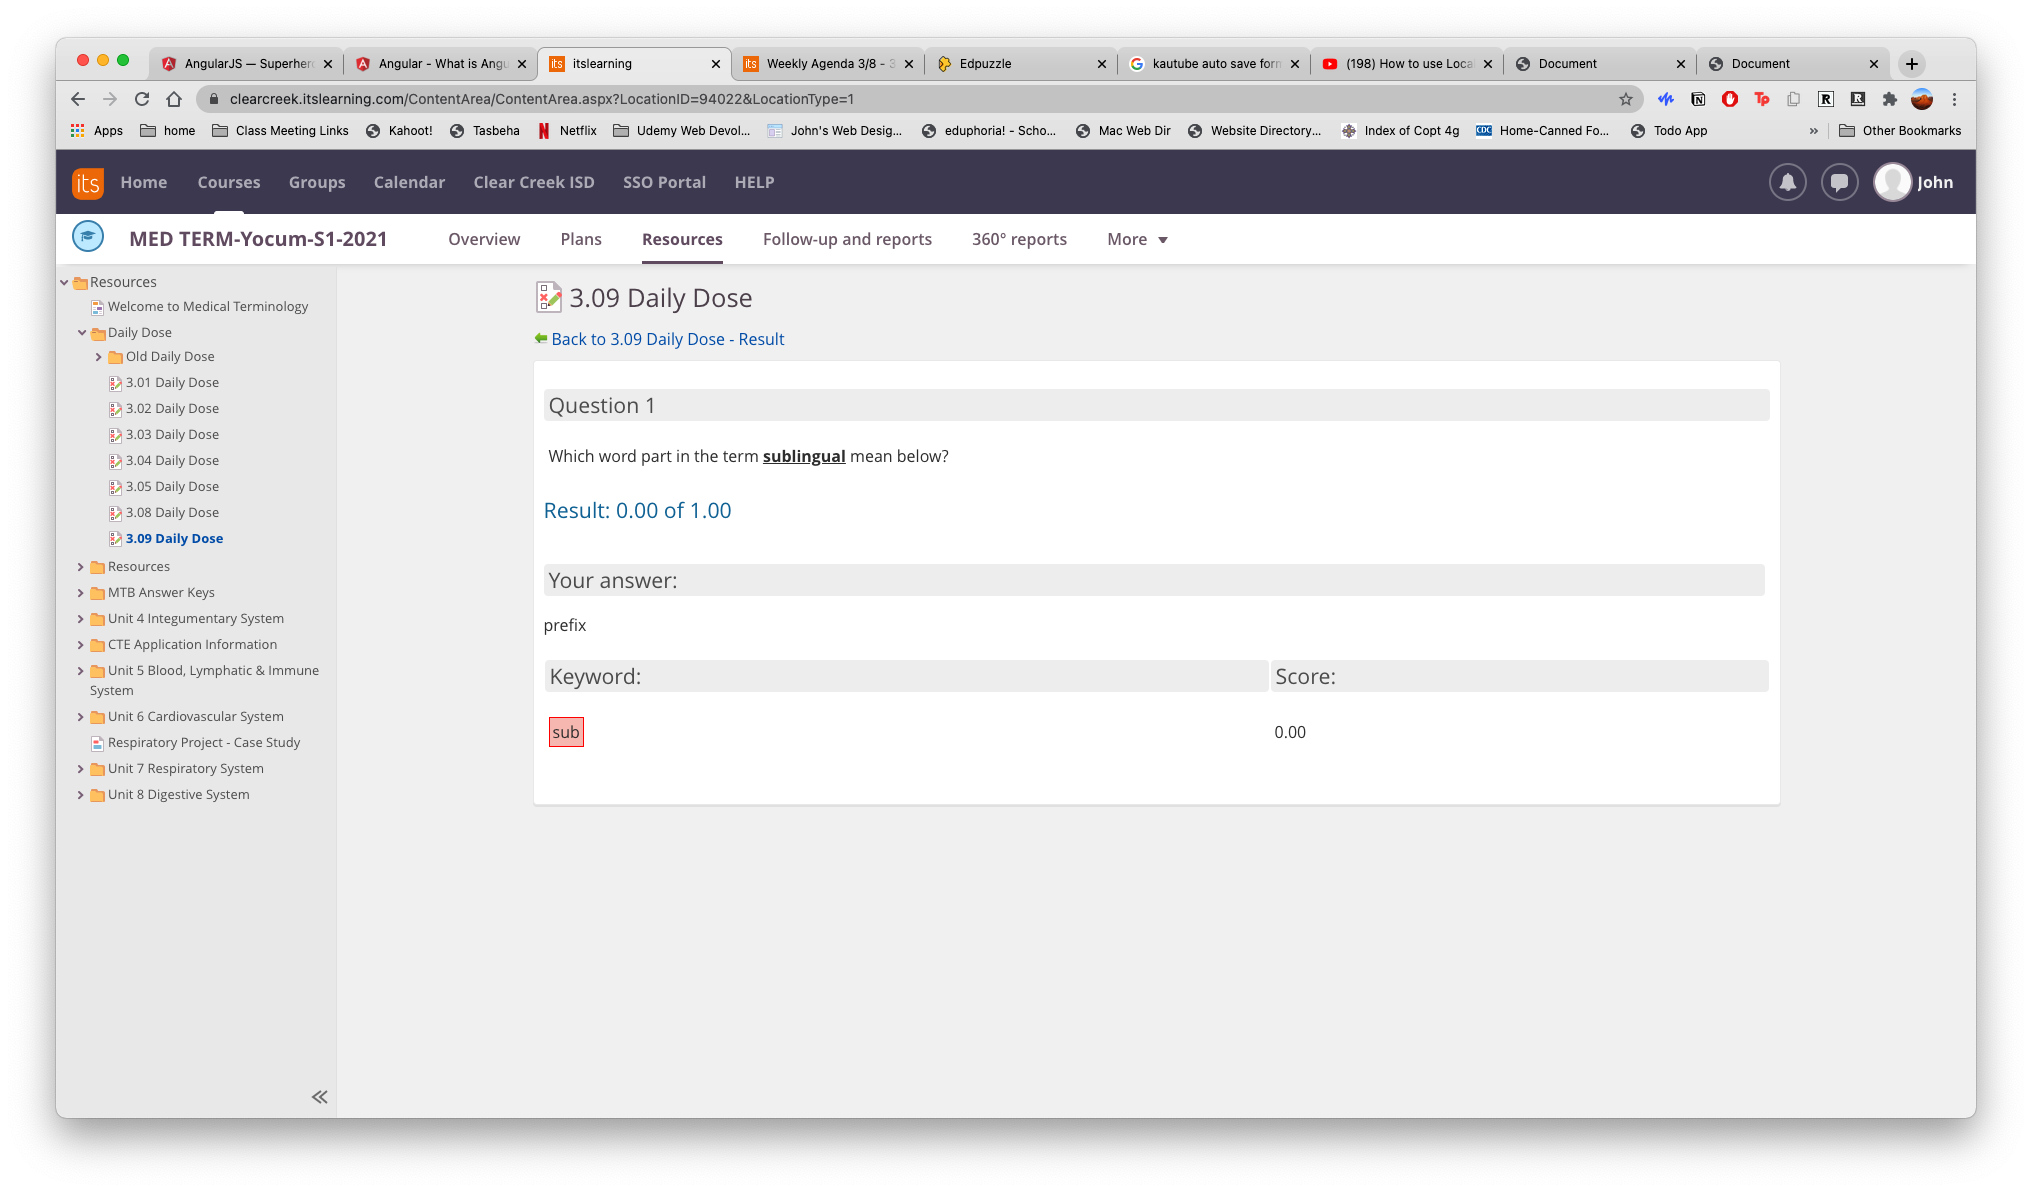 AngularJS — Superher
Angular - What is Angu
its itslearning
its Weekly Agenda 3/8 - 3
Edpuzzle
kautube auto save form
(198) How to use Loca
Document
Document
clearcreek.itslearning.com/ContentArea/ContentArea.aspx?LocationID=94022&LocationType=1
Apps home Class Meeting Links Kahoot! Tasbeha Netflix Udemy Web Devol... John's Web Desig... eduphoria! - Scho... Mac Web Dir Website Directory... Index of Copt 4g CDC Home-Canned Fo... Todo App » Other Bookmarks
its Home Courses Groups Calendar Clear Creek ISD SSO Portal HELP John
MED TERM-Yocum-S1-2021 Overview Plans Resources Follow-up and reports 360° reports More
Resources
Welcome to Medical Terminology
Daily Dose
Old Daily Dose
3.01 Daily Dose
3.02 Daily Dose
3.03 Daily Dose
3.04 Daily Dose
3.05 Daily Dose
3.08 Daily Dose
3.09 Daily Dose
Resources
MTB Answer Keys
Unit 4 Integumentary System
CTE Application Information
Unit 5 Blood, Lymphatic & Immune
System
Unit 6 Cardiovascular System
Respiratory Project - Case Study
Unit 7 Respiratory System
Unit 8 Digestive System
3.09 Daily Dose
Back to 3.09 Daily Dose - Result
Question 1
Which word part in the term sublingual mean below?
Result: 0.00 of 1.00
Your answer:
prefix
Keyword: Score:
sub 0.00